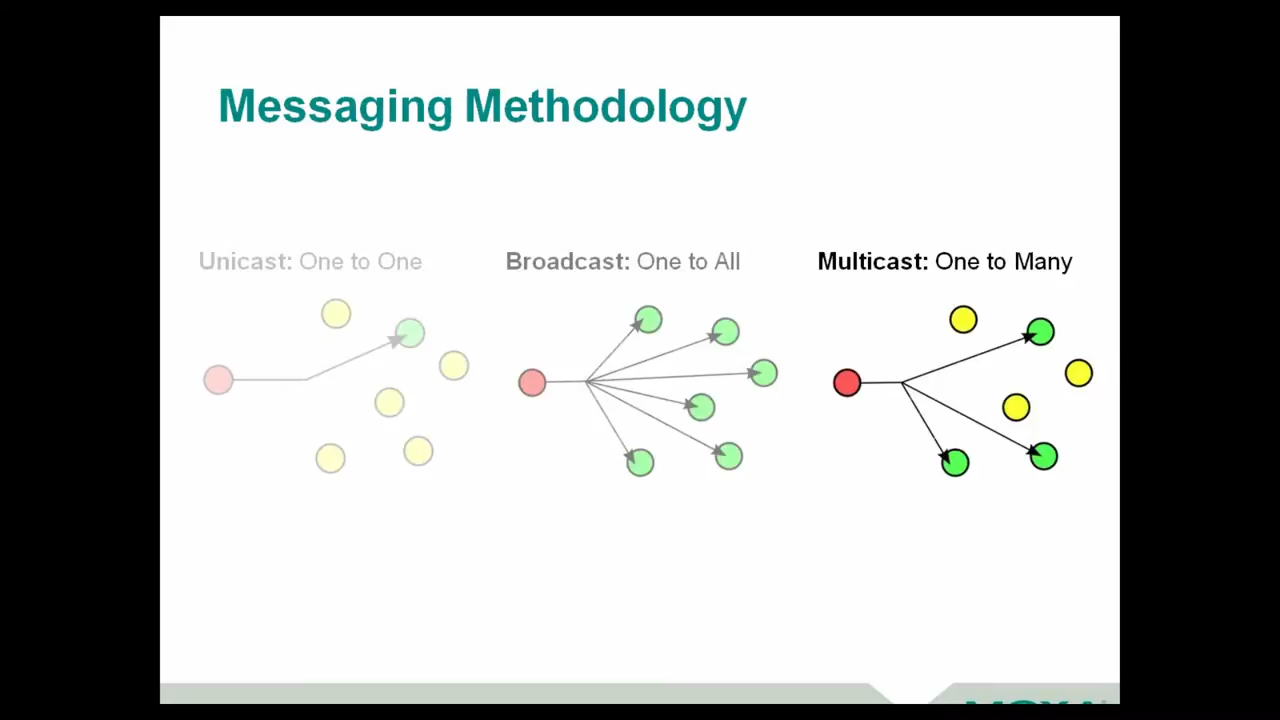 Messaging Methodology
Unicast: One to One
Broadcast: One to All
Multicast: One to Many